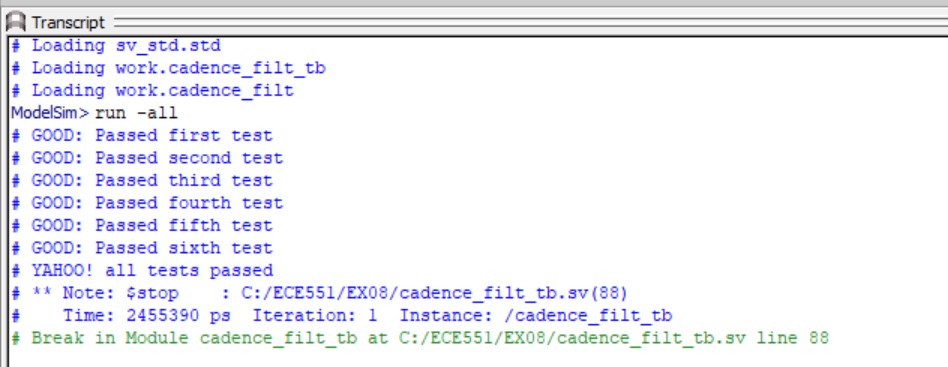 Transcript
# Loading sv_std.std
# Loading work.cadence_filt_tb
# Loading work.cadence_filt
ModelSim> run -all
# GOOD: Passed first test
# GOOD: Passed second test
# GOOD: Passed third test
# GOOD: Passed fourth test
# GOOD: Passed fifth test
# GOOD: Passed sixth test
# YAHOO! all tests passed
# ** Note: $stop    : C:/ECE551/EX08/cadence_filt_tb.sv(88)
#    Time: 2455390 ps  Iteration: 1  Instance: /cadence_filt_tb
# Break in Module cadence_filt_tb at C:/ECE551/EX08/cadence_filt_tb.sv line 88